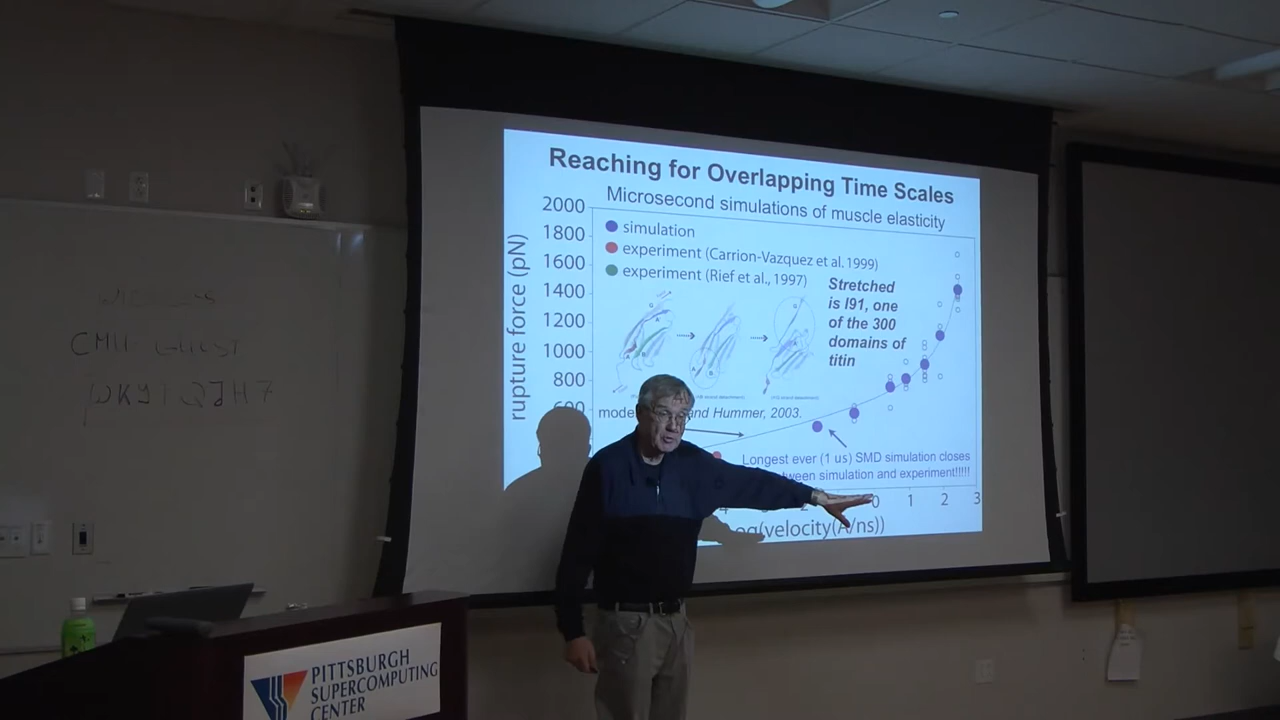 Reaching for Overlapping Time Scales
Microsecond simulations of muscle elasticity
2000
1800
1600
1400
1200
1000
800
600
rupture force (pN)
simulation
experiment (Carrion-Vazquez et al. 1999)
experiment (Rief et al., 1997)
Stretched
is I91, one
of the 300
domains of
titin
and Hummer, 2003.
Longest ever (1 us) SMD simulation closes
between simulation and experiment!!!!!
0 1 2 3
(velocity(A/ns))
CMU GUEST
PITTSBURGH
SUPERCOMPUTING
CENTER